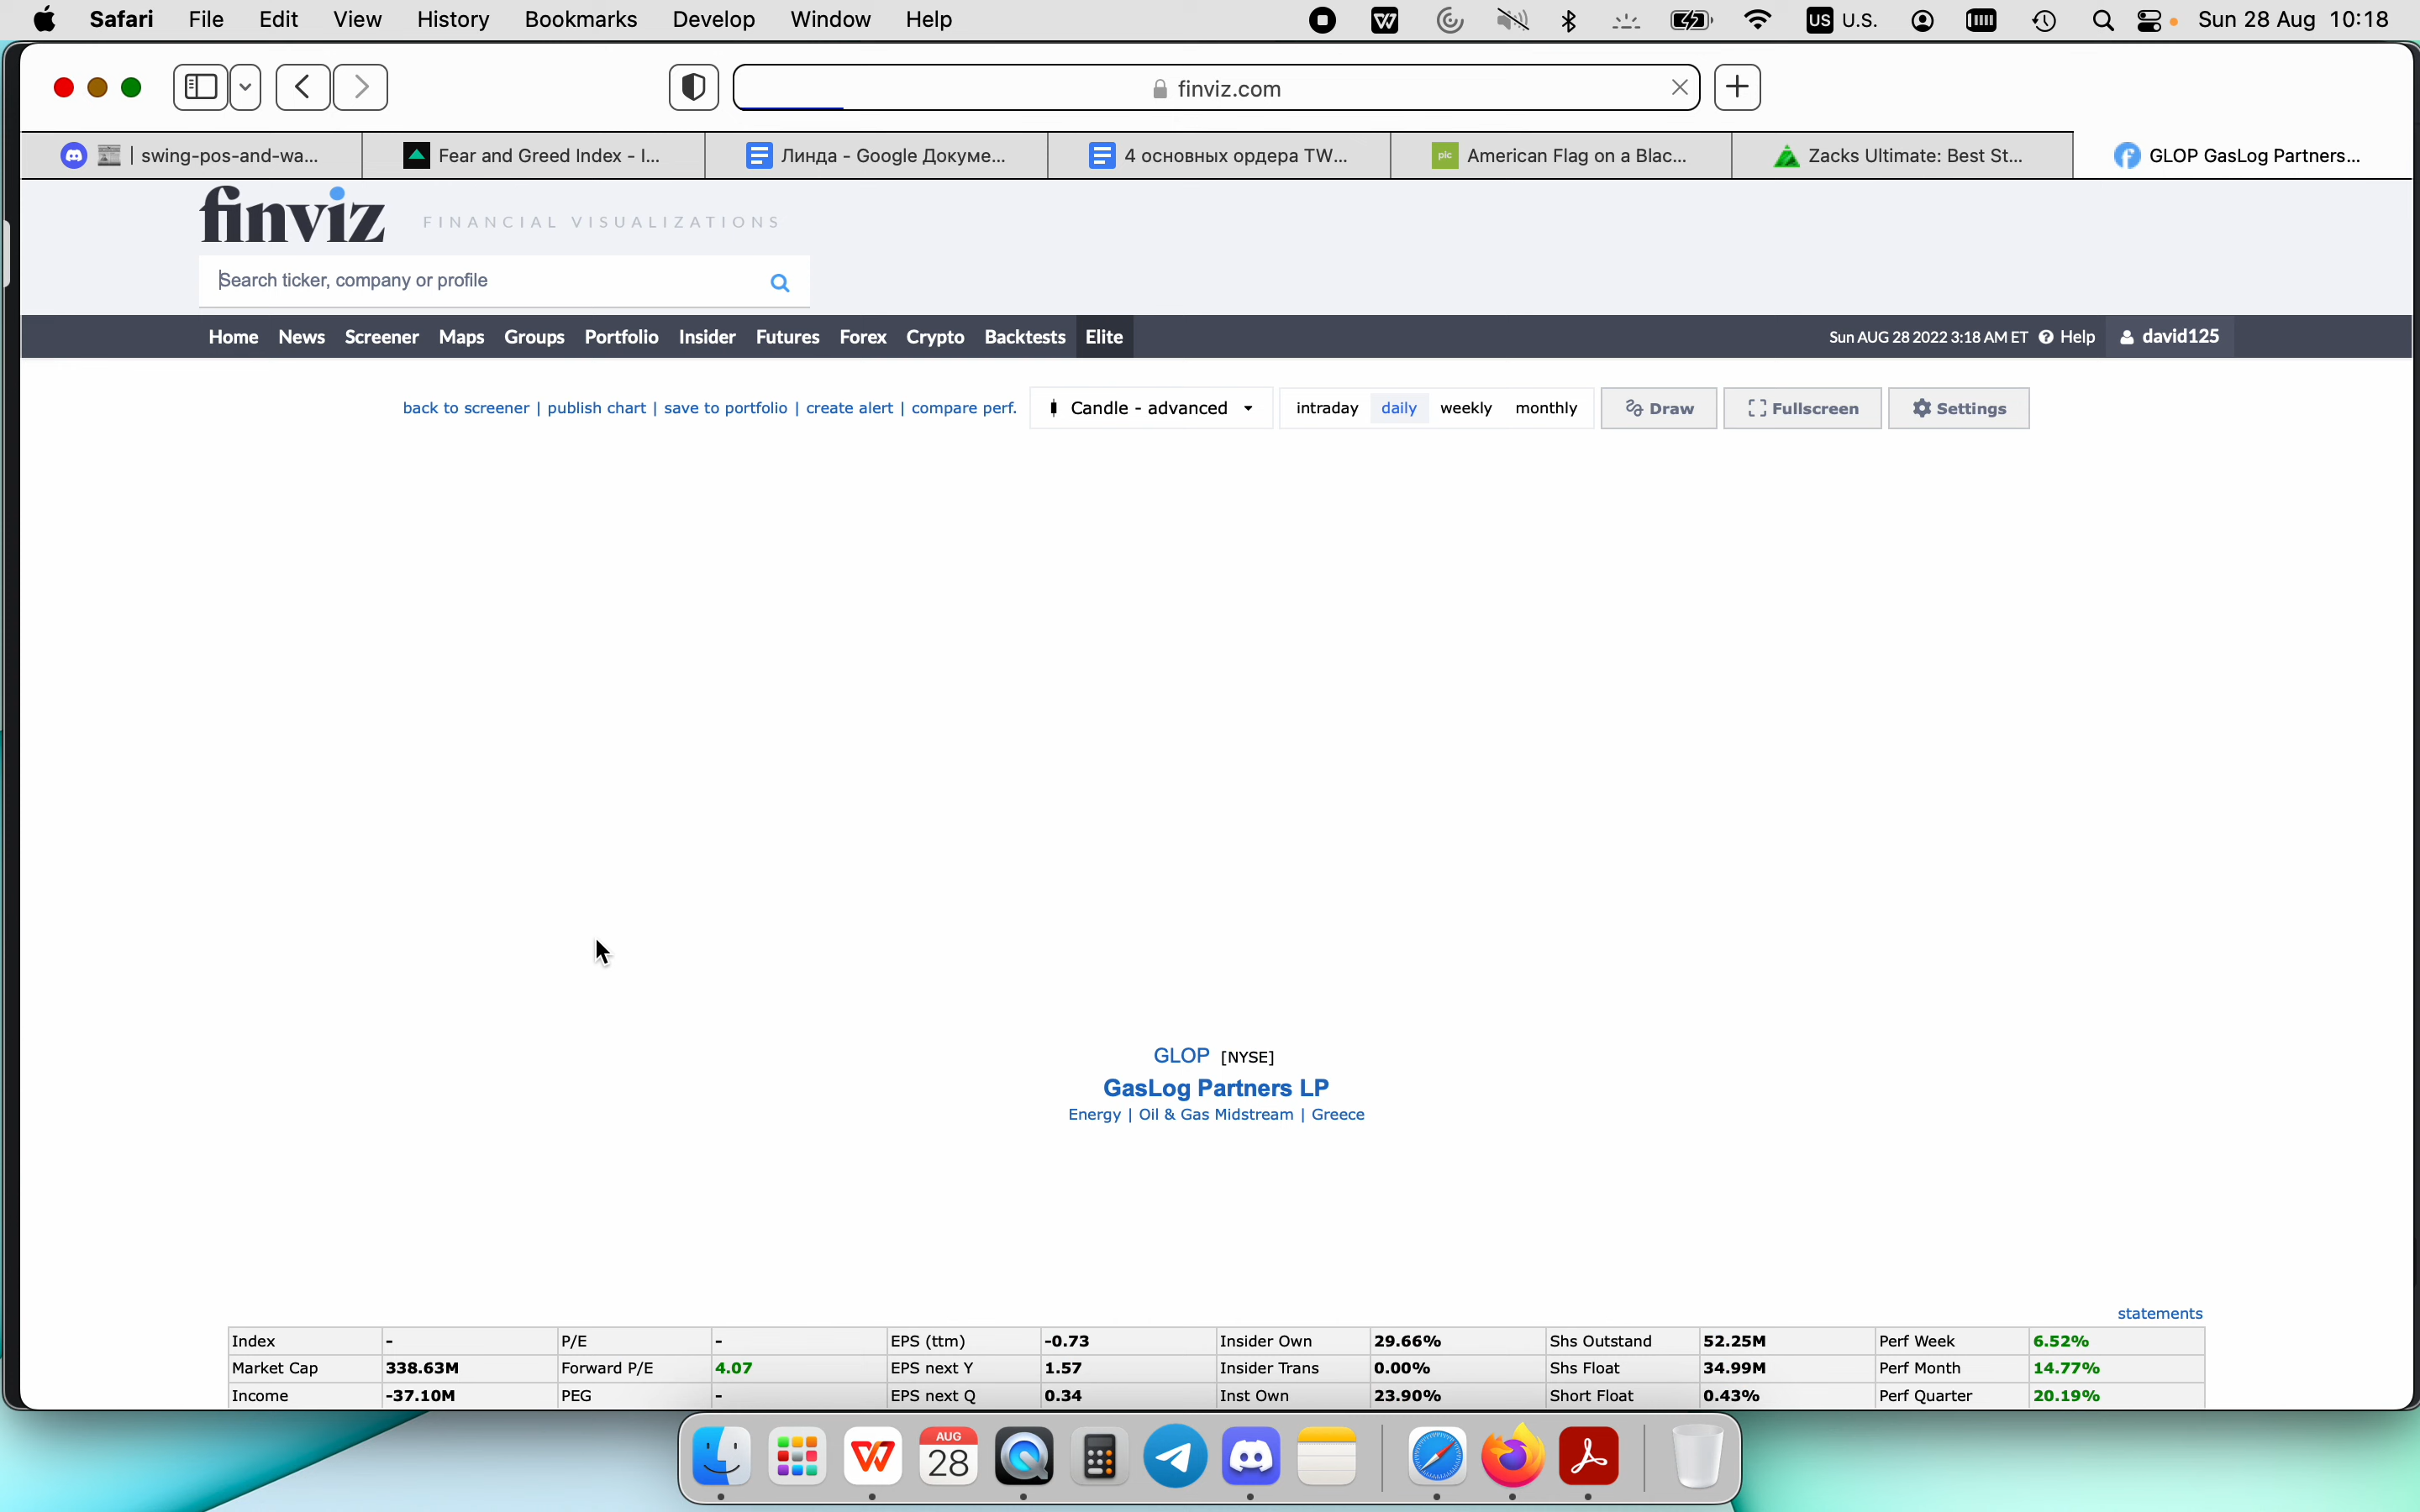 Safari File Edit View History Bookmarks Develop Window Help US U.S. Sun 28 Aug 10:18
finviz.com
swing-pos-and-wa... Fear and Greed Index - I... Линда - Google Докуме... 4 основных ордера TW... pic American Flag on a Blac... Zacks Ultimate: Best St... GLOP GasLog Partners...
finviz FINANCIAL VISUALIZATIONS
Search ticker, company or profile
Home News Screener Maps Groups Portfolio Insider Futures Forex Crypto Backtests Elite Sun AUG 28 2022 3:18 AM ET Help david125
back to screener | publish chart | save to portfolio | create alert | compare perf. Candle - advanced intraday daily weekly monthly Draw Fullscreen Settings
GLOP [NYSE]
GasLog Partners LP
Energy | Oil & Gas Midstream | Greece
statements
Index - P/E - EPS (ttm) -0.73 Insider Own 29.66% Shs Outstand 52.25M Perf Week 6.52%
Market Cap 338.63M Forward P/E 4.07 EPS next Y 1.57 Insider Trans 0.00% Shs Float 34.99M Perf Month 14.77%
Income -37.10M PEG - EPS next Q 0.34 Inst Own 23.90% Short Float 0.43% Perf Quarter 20.19%
AUG
28